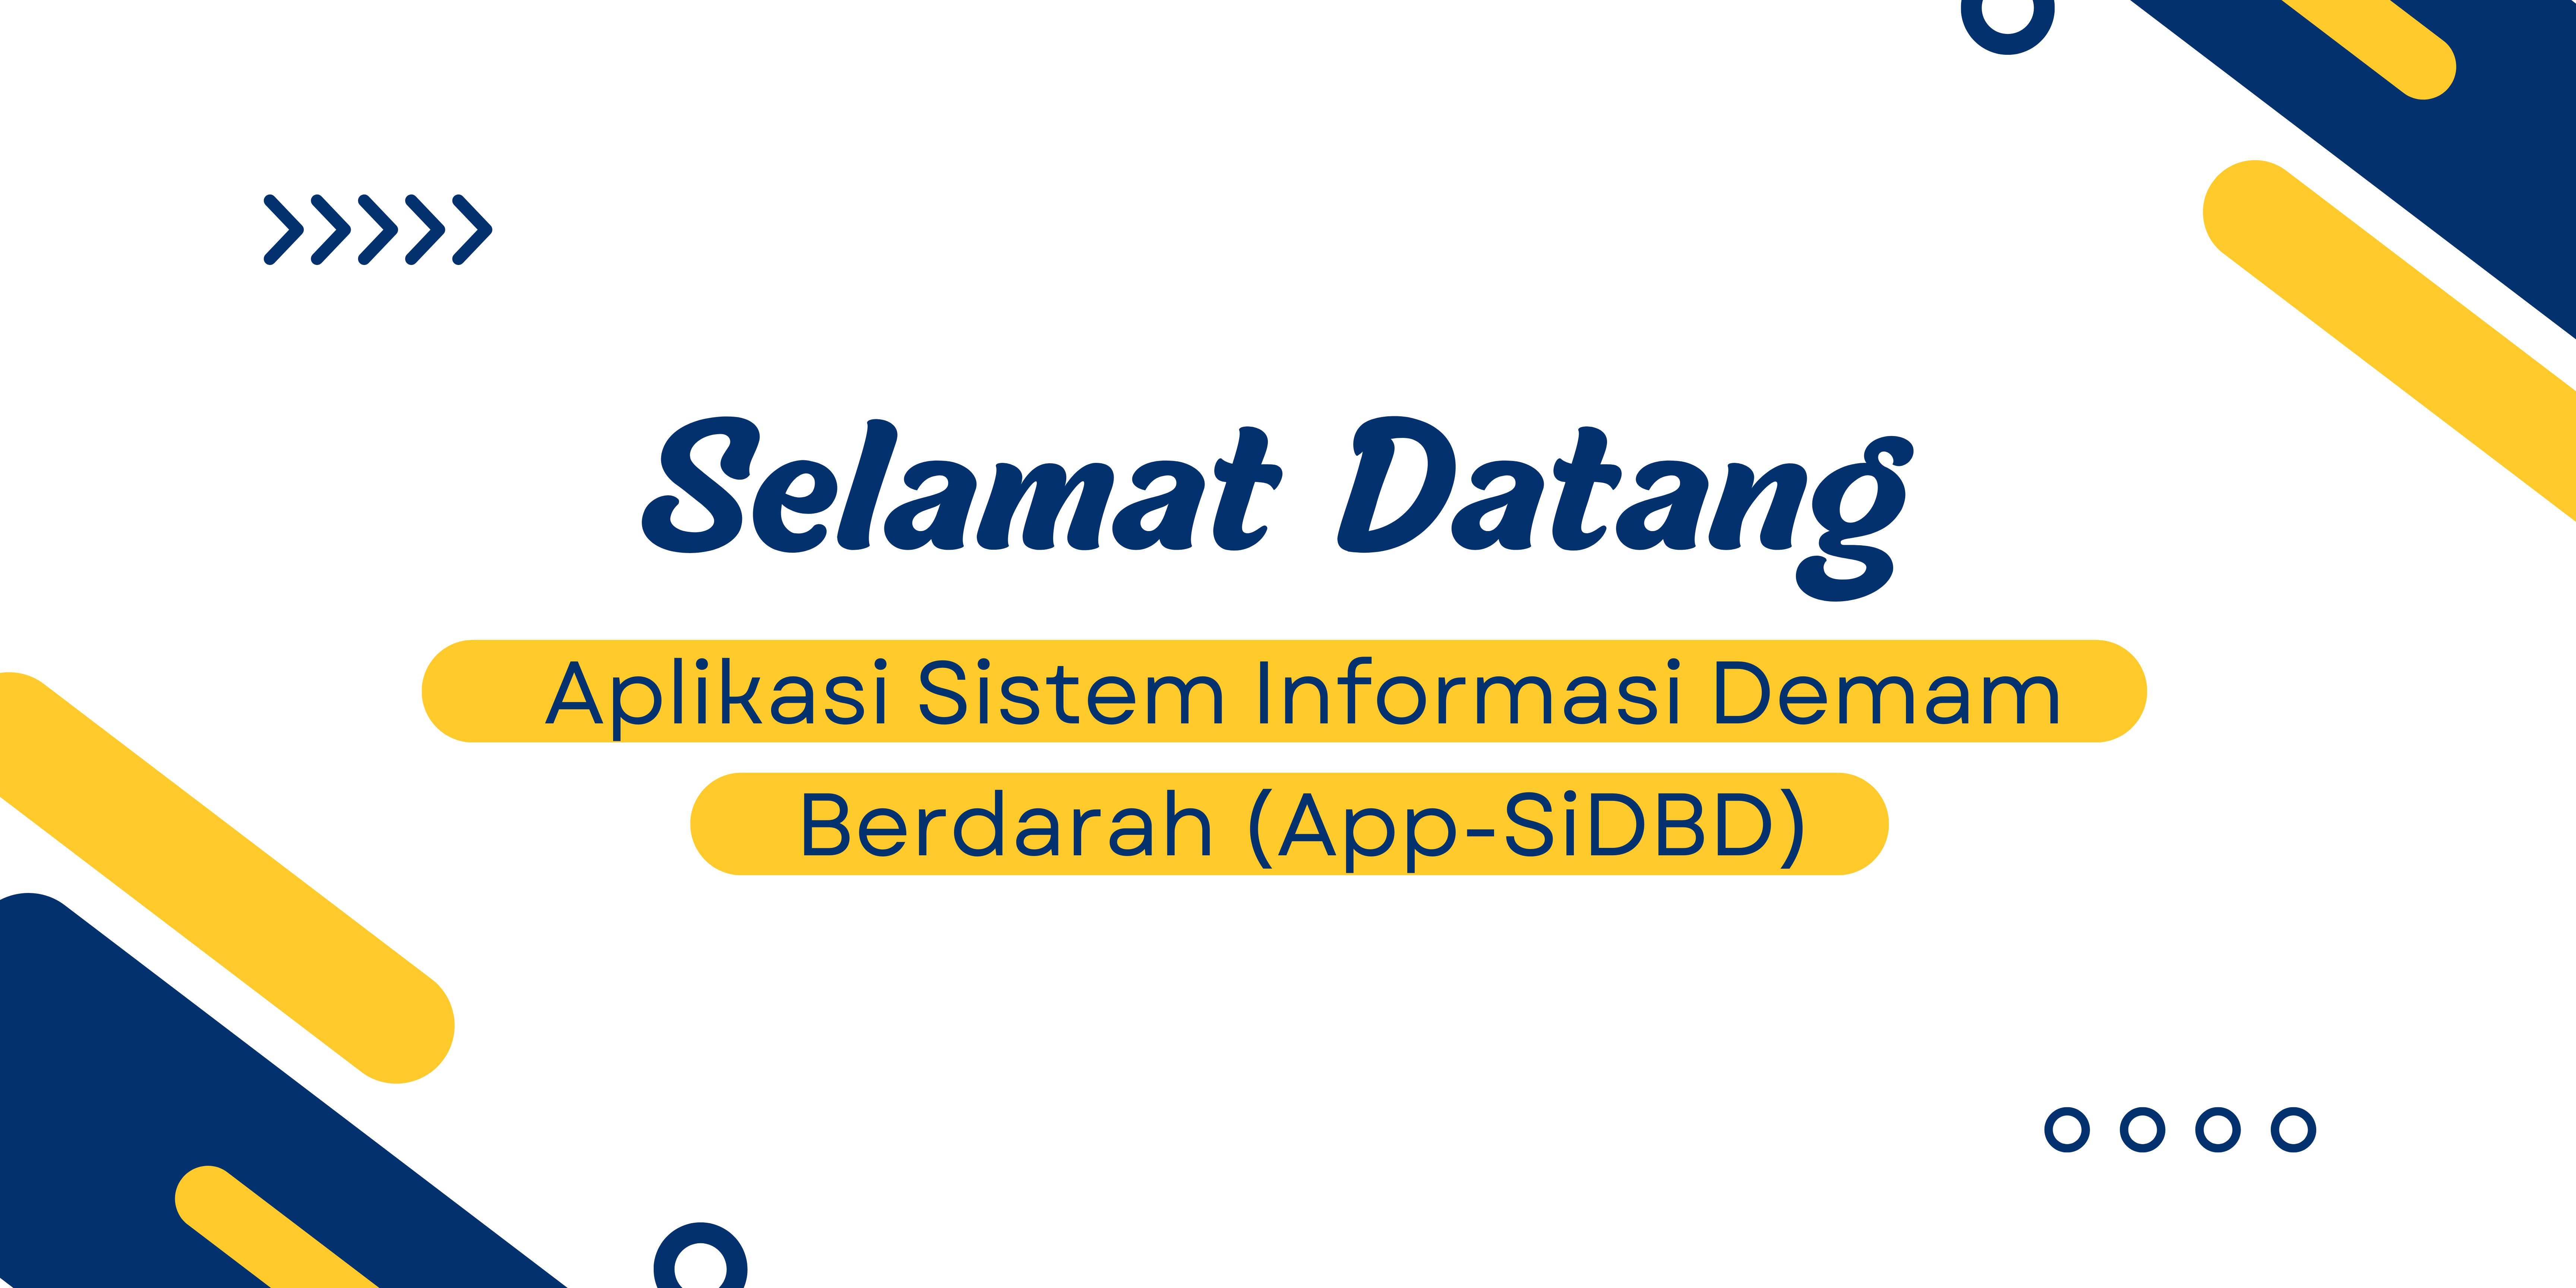 Selamat Datang
Aplikasi Sistem Informasi Demam
Berdarah (App-SiDBD)